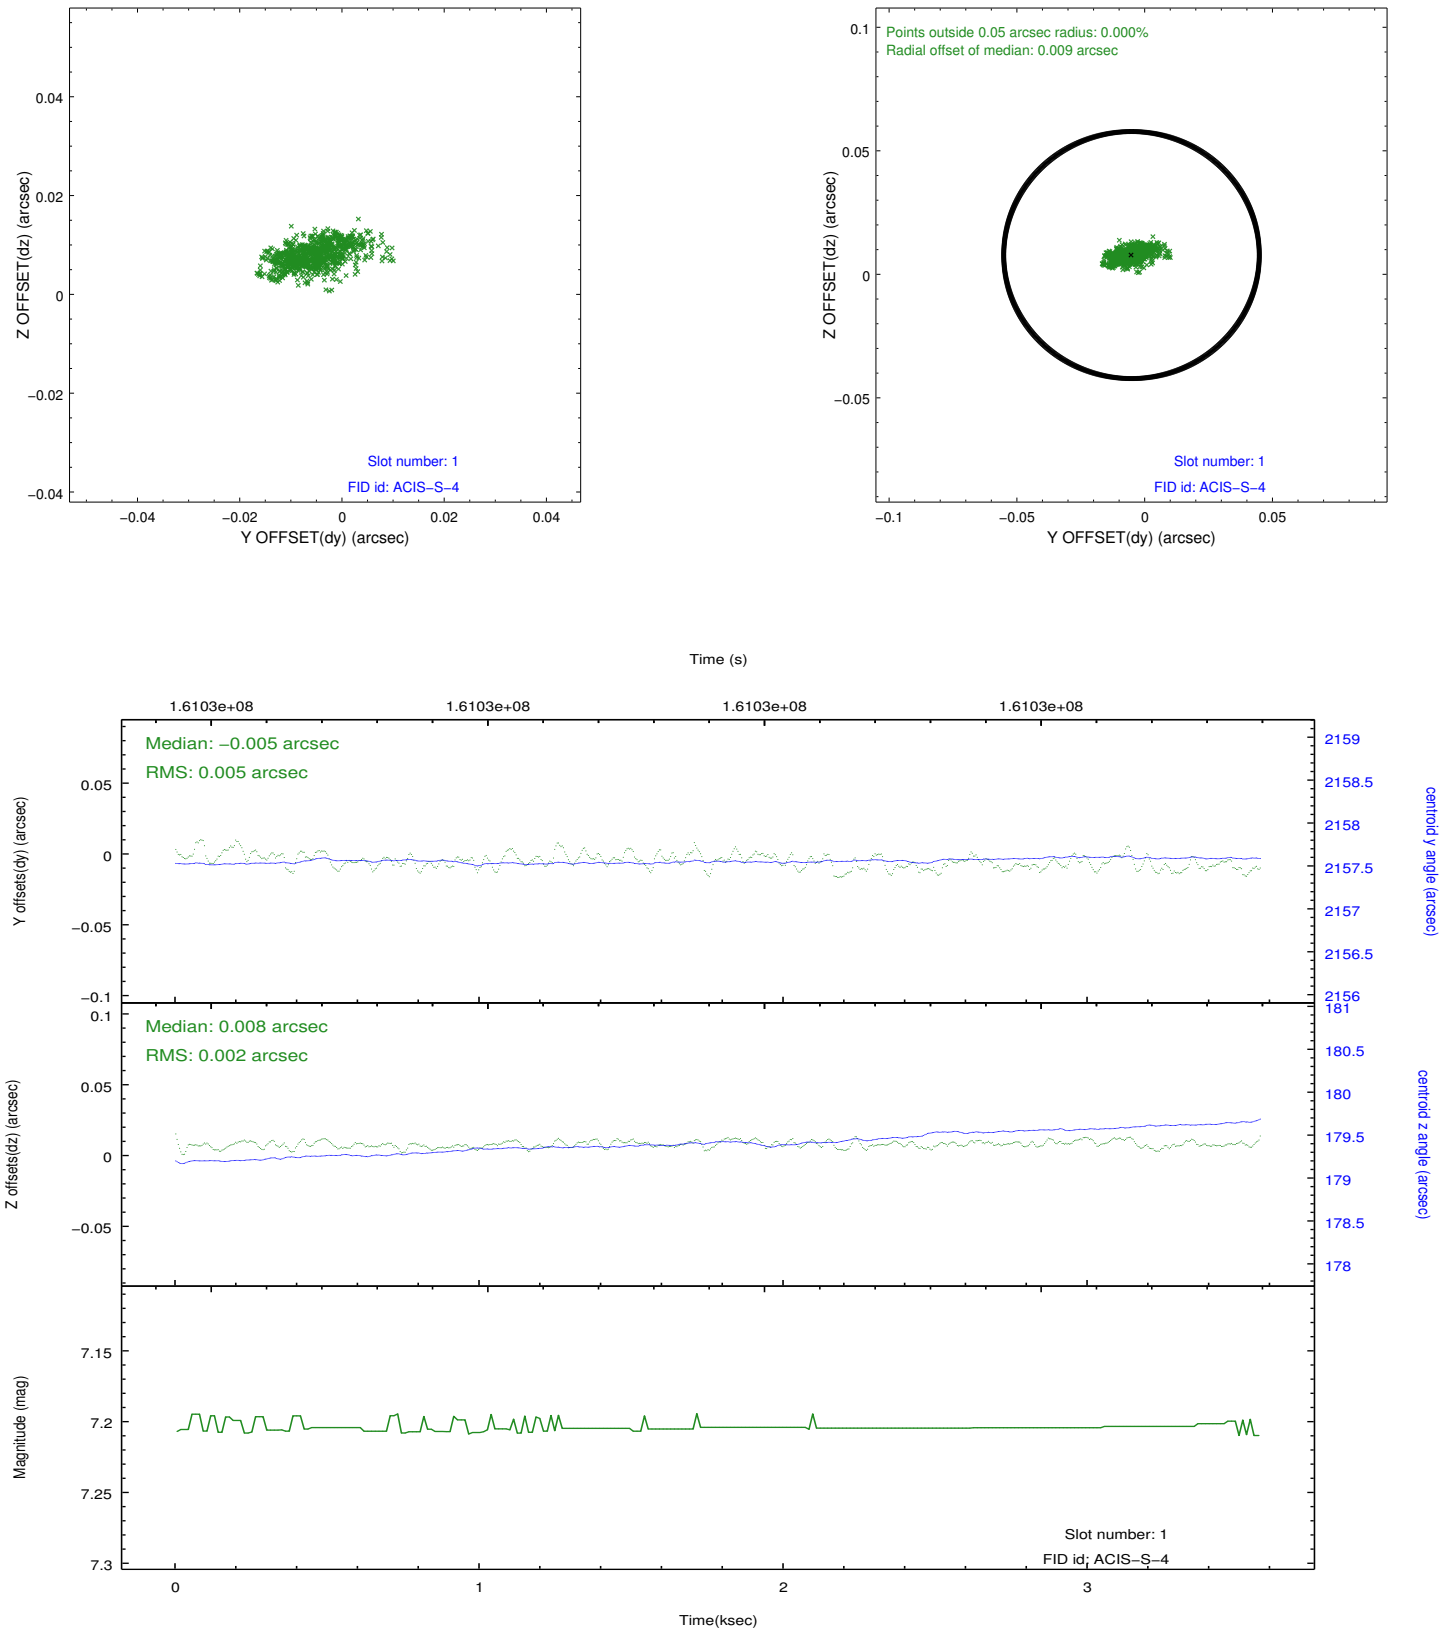 0.04
0.02
0
−0.02
−0.04
Z OFFSET(dz) (arcsec)
Slot number: 1
FID id: ACIS−S−4
−0.04
−0.02
0
0.02
0.04
Y OFFSET(dy) (arcsec)
Points outside 0.05 arcsec radius: 0.000%
Radial offset of median: 0.009 arcsec
0.1
0.05
0
−0.05
Z OFFSET(dz) (arcsec)
Slot number: 1
FID id: ACIS−S−4
−0.1
−0.05
0
0.05
Y OFFSET(dy) (arcsec)
Time (s)
1.6103e+08
1.6103e+08
1.6103e+08
1.6103e+08
Median: −0.005 arcsec
RMS: 0.005 arcsec
0.05
0
−0.05
−0.1
Y offsets(dy) (arcsec)
2159
2158.5
2158
2157.5
2157
2156.5
2156
centroid y angle (arcsec)
Median: 0.008 arcsec
RMS: 0.002 arcsec
0.1
0.05
0
−0.05
Z offsets(dz) (arcsec)
181
180.5
180
179.5
179
178.5
178
centroid z angle (arcsec)
7.15
7.2
7.25
7.3
Magnitude (mag)
Slot number: 1
FID id: ACIS−S−4
0
1
2
3
Time(ksec)